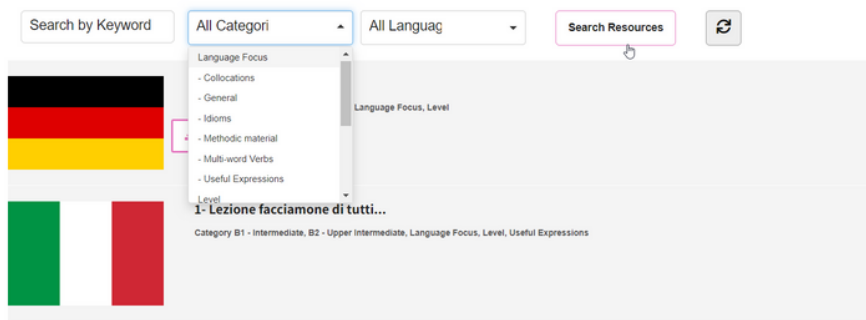 Search by Keyword
All Categori
All Languag
Search Resources
Language Focus
- Collocations
- General
- Idioms
- Methodic material
- Multi-word Verbs
- Useful Expressions
Level
Language Focus, Level
1- Lezione facciamone di tutti...
Category B1 - Intermediate, B2 - Upper Intermediate, Language Focus, Level, Useful Expressions